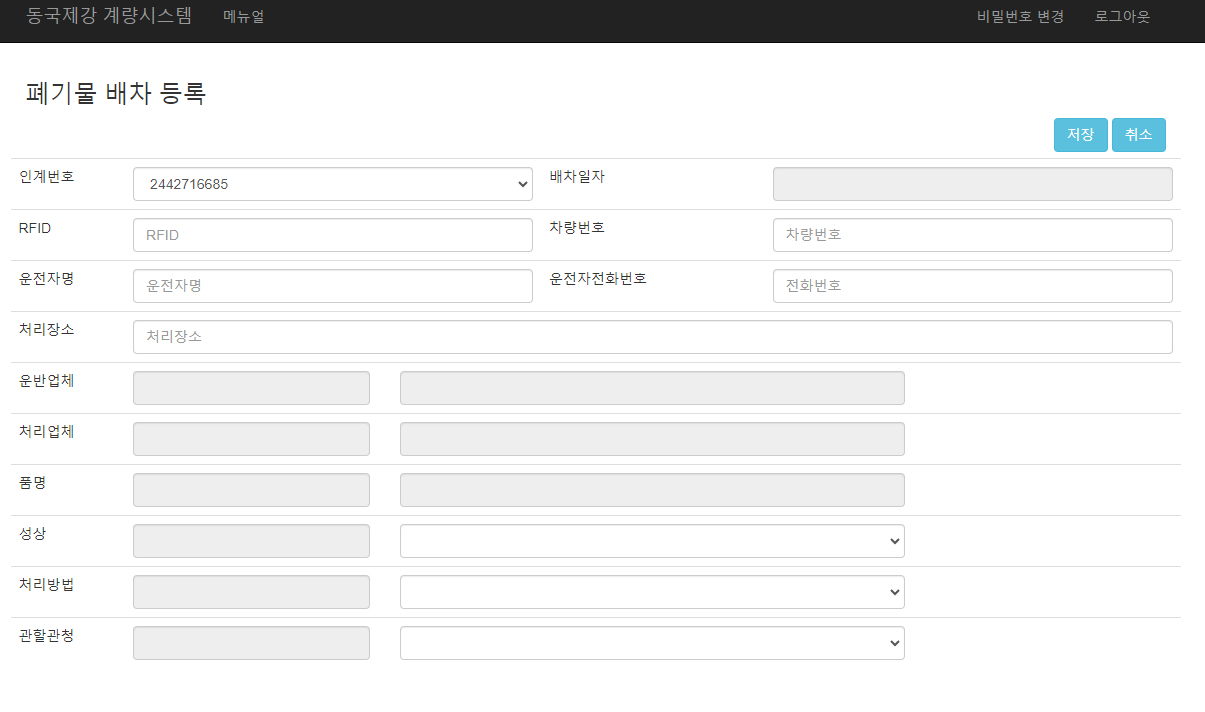 동국제강 계량시스템 메뉴얼 비밀번호 변경 로그아웃
폐기물 배차 등록
저장 취소
인계번호 2442716685 배차일자
RFID RFID 차량번호 차량번호
운전자명 운전자명 운전자전화번호 전화번호
처리장소 처리장소
운반업체
처리업체
품명
성상
처리방법
관할관청